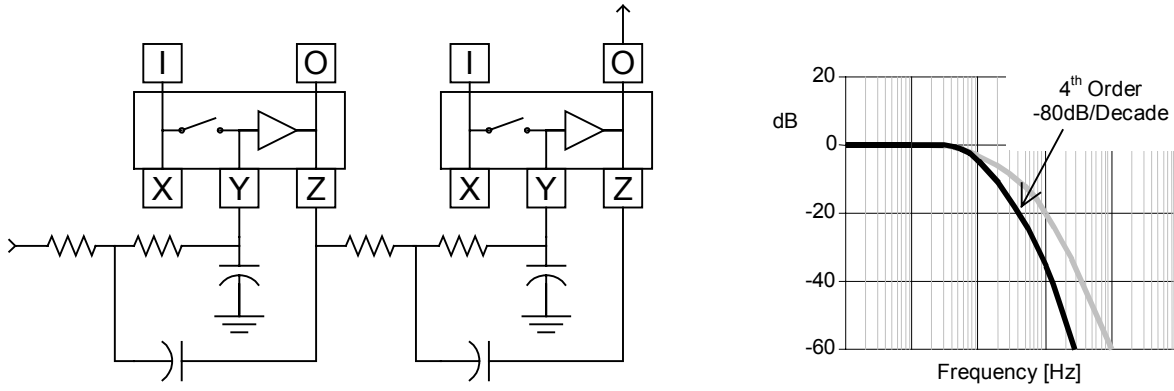 I O
X Y Z
I O
X Y Z
20
dB
0
-20
-40
-60
4th Order
-80dB/Decade
Frequency [Hz]